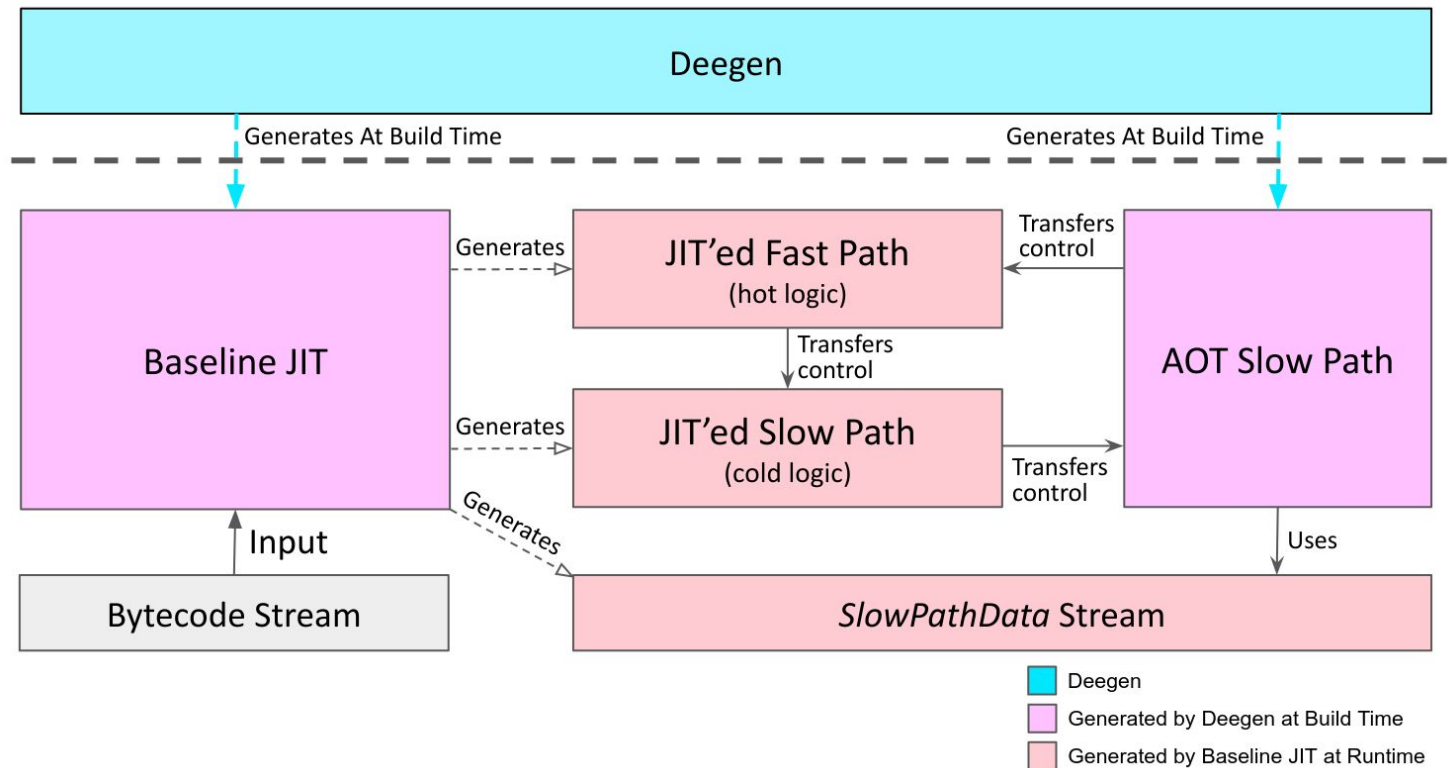 Deegen
Generates At Build Time
Generates At Build Time
Generates
JIT’ed Fast Path
(hot logic)
Transfers
control
Baseline JIT
Transfers
control
AOT Slow Path
Generates
JIT’ed Slow Path
(cold logic)
Transfers
control
Generates
Input
Uses
Bytecode Stream
SlowPathData Stream
Deegen
Generated by Deegen at Build Time
Generated by Baseline JIT at Runtime